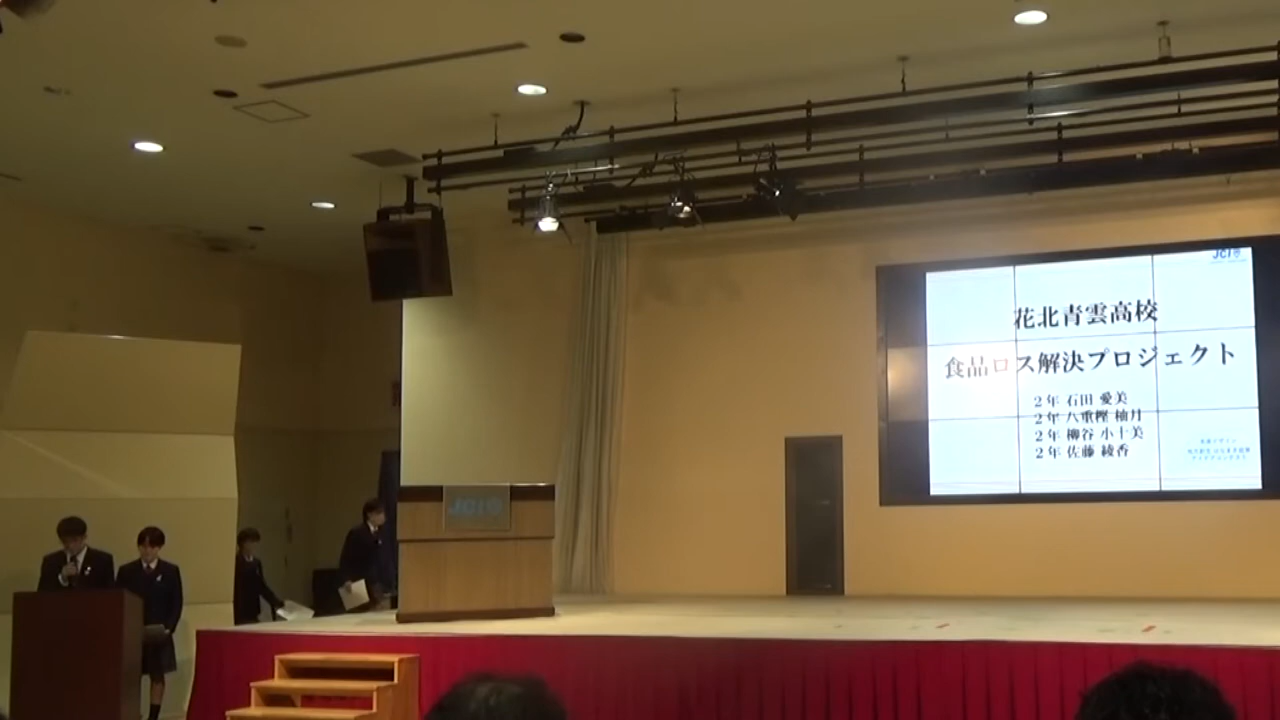 JCI
花北青雲高校
食品ロス解決プロジェクト
2年 石田 愛美
2年 八重樫 柚月
2年 柳谷 小十美
2年 佐藤 綾香
JCI